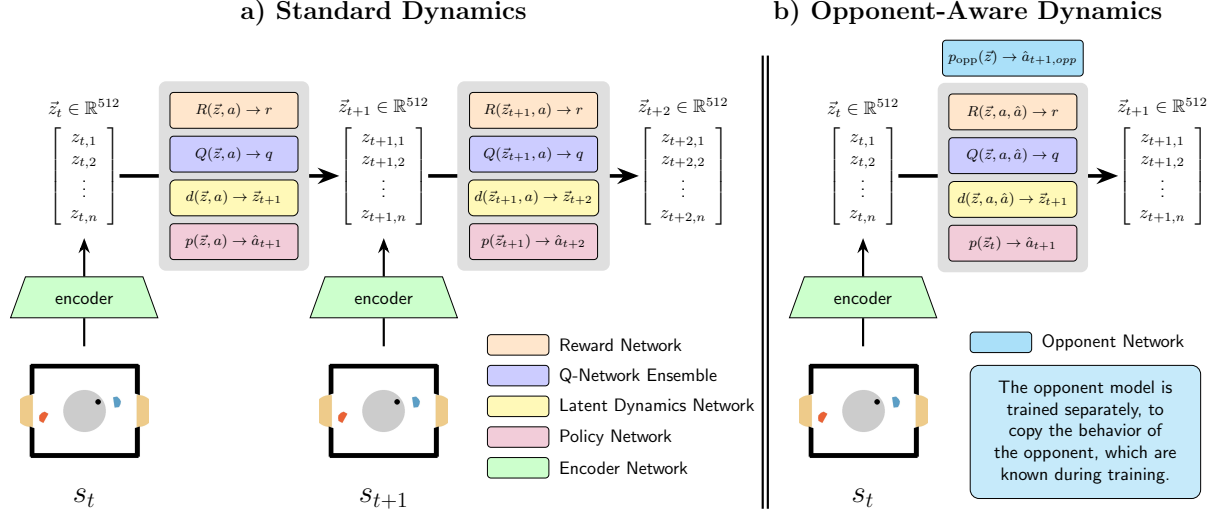 a) Standard Dynamics
$\vec{z}_t \in \mathbb{R}^{512}$
$z_{t,1}$
$z_{t,2}$
⋮
$z_{t,n}$
$R(\vec{z}, a) \to r$
$Q(\vec{z}, a) \to q$
$d(\vec{z}, a) \to \vec{z}_{t+1}$
$p(\vec{z}, a) \to \hat{a}_{t+1}$
$\vec{z}_{t+1} \in \mathbb{R}^{512}$
$z_{t+1,1}$
$z_{t+1,2}$
⋮
$z_{t+1,n}$
$R(\vec{z}_{t+1}, a) \to r$
$Q(\vec{z}_{t+1}, a) \to q$
$d(\vec{z}_{t+1}, a) \to \vec{z}_{t+2}$
$p(\vec{z}_{t+1}) \to \hat{a}_{t+2}$
$\vec{z}_{t+2} \in \mathbb{R}^{512}$
$z_{t+2,1}$
$z_{t+2,2}$
⋮
$z_{t+2,n}$
encoder
encoder
$s_t$
$s_{t+1}$
Reward Network
Q-Network Ensemble
Latent Dynamics Network
Policy Network
Encoder Network
b) Opponent-Aware Dynamics
$p_{\text{opp}}(\vec{z}) \to \hat{a}_{t+1,opp}$
$\vec{z}_t \in \mathbb{R}^{512}$
$z_{t,1}$
$z_{t,2}$
⋮
$z_{t,n}$
$R(\vec{z}, a, \hat{a}) \to r$
$Q(\vec{z}, a, \hat{a}) \to q$
$d(\vec{z}, a, \hat{a}) \to \vec{z}_{t+1}$
$p(\vec{z}_t) \to \hat{a}_{t+1}$
$\vec{z}_{t+1} \in \mathbb{R}^{512}$
$z_{t+1,1}$
$z_{t+1,2}$
⋮
$z_{t+1,n}$
encoder
$s_t$
Opponent Network
The opponent model is
trained separately, to
copy the behavior of
the opponent, which are
known during training.